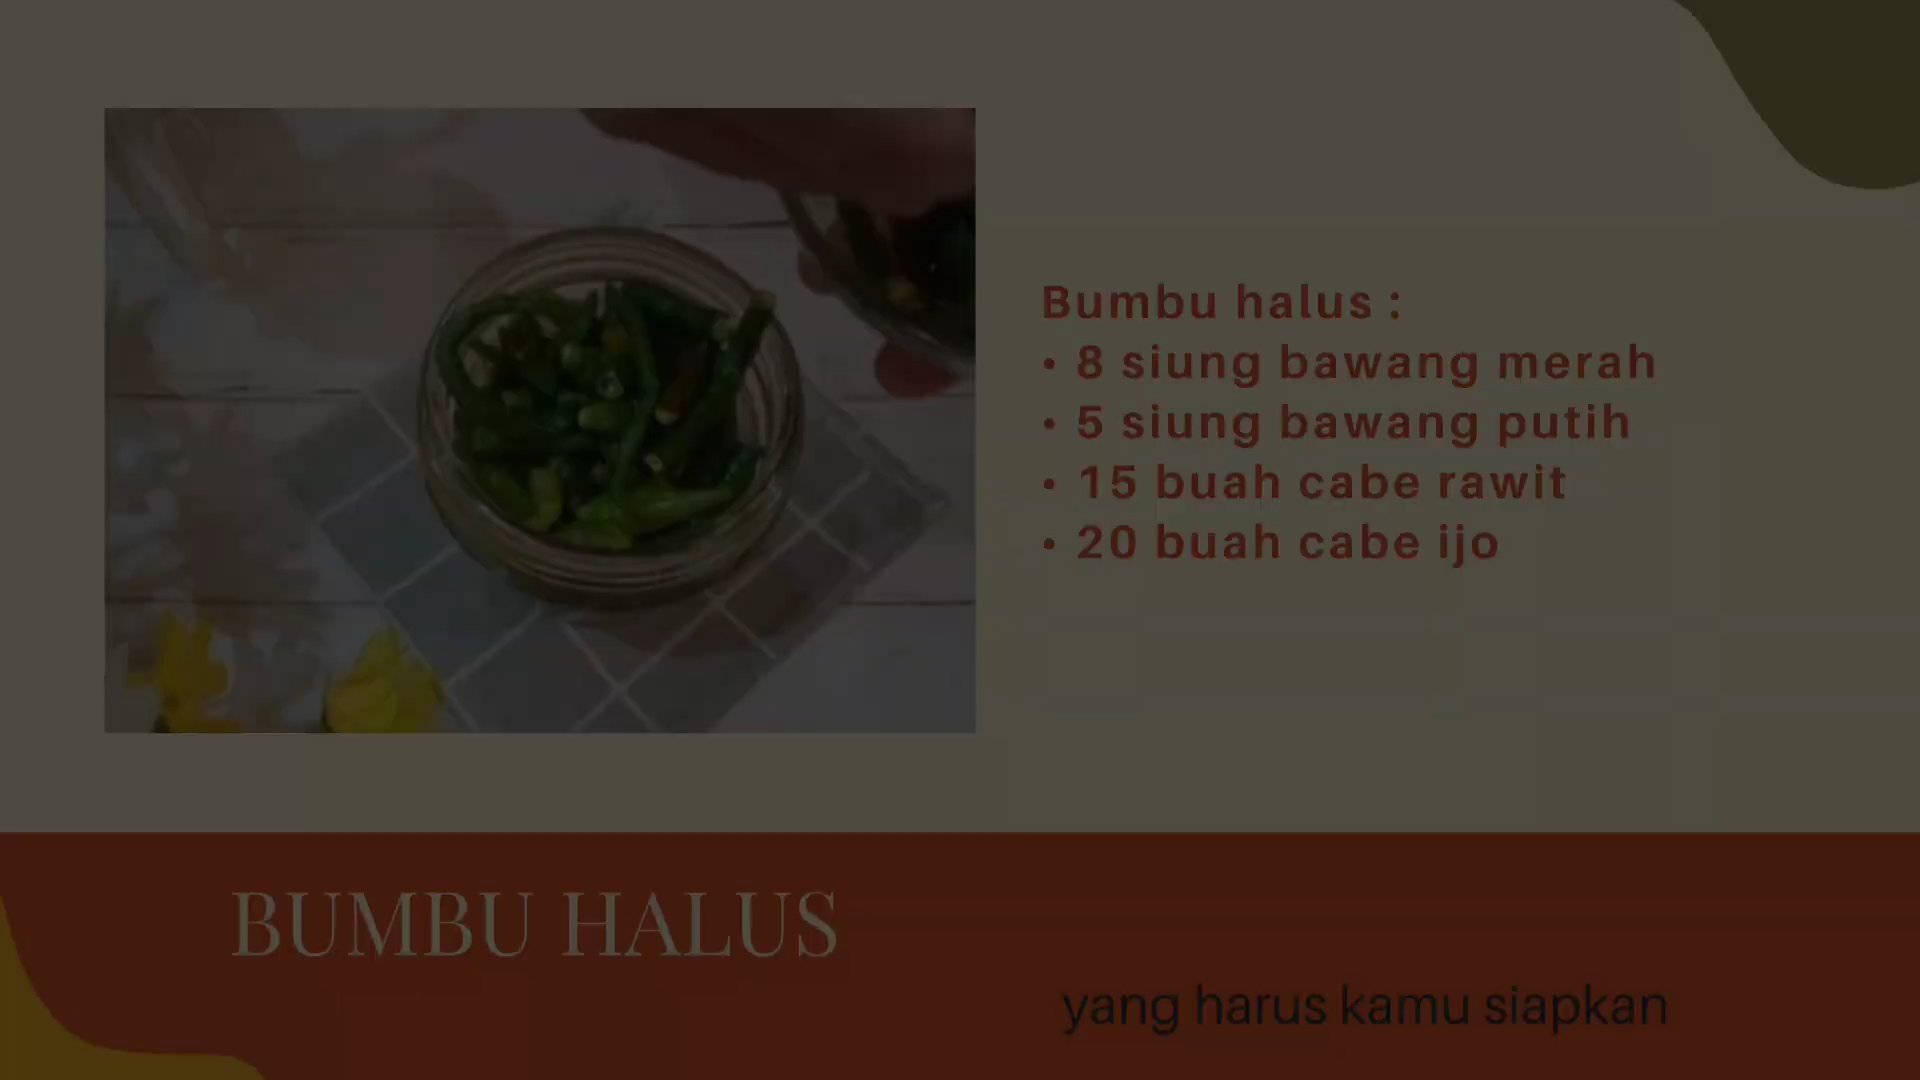 Bumbu halus :
• 8 siung bawang merah
• 5 siung bawang putih
• 15 buah cabe rawit
• 20 buah cabe ijo
BUMBU HALUS
yang harus kamu siapkan